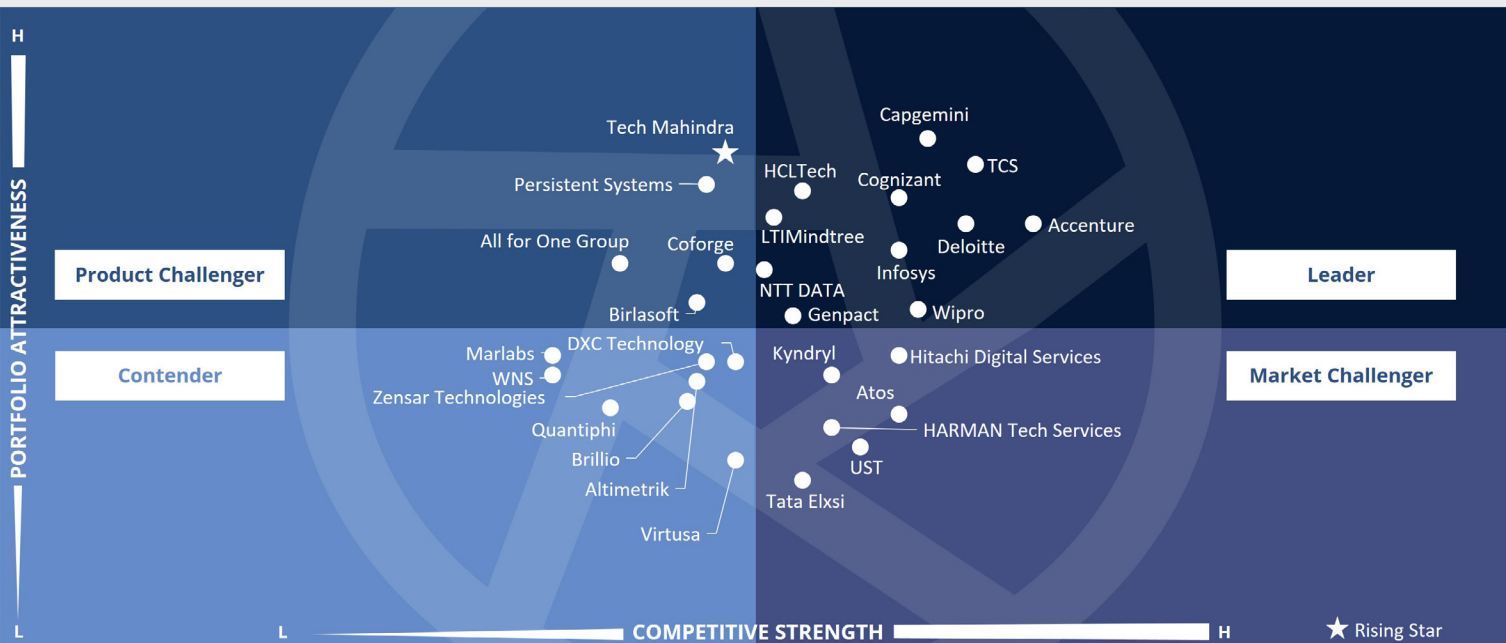 H
PORTFOLIO ATTRACTIVENESS
L
Product Challenger
Contender
Leader
Market Challenger
Tech Mahindra
Persistent Systems
All for One Group
Coforge
Birlasoft
Capgemini
TCS
HCLTech
Cognizant
LTIMindtree
Deloitte
Accenture
Infosys
NTT DATA
Genpact
Wipro
Marlabs
DXC Technology
WNS
Zensar Technologies
Quantiphi
Brillio
Altimetrik
Virtusa
Kyndryl
Hitachi Digital Services
Atos
HARMAN Tech Services
UST
Tata Elxsi
L
COMPETITIVE STRENGTH
H
Rising Star